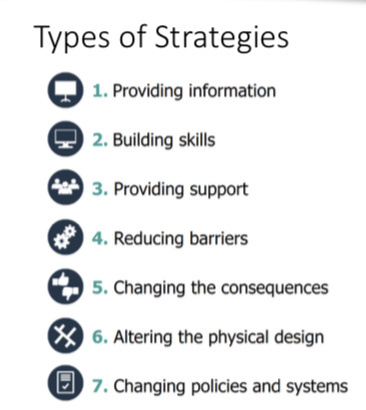 Types of Strategies
1. Providing information
2. Building skills
3. Providing support
4. Reducing barriers
5. Changing the consequences
6. Altering the physical design
7. Changing policies and systems